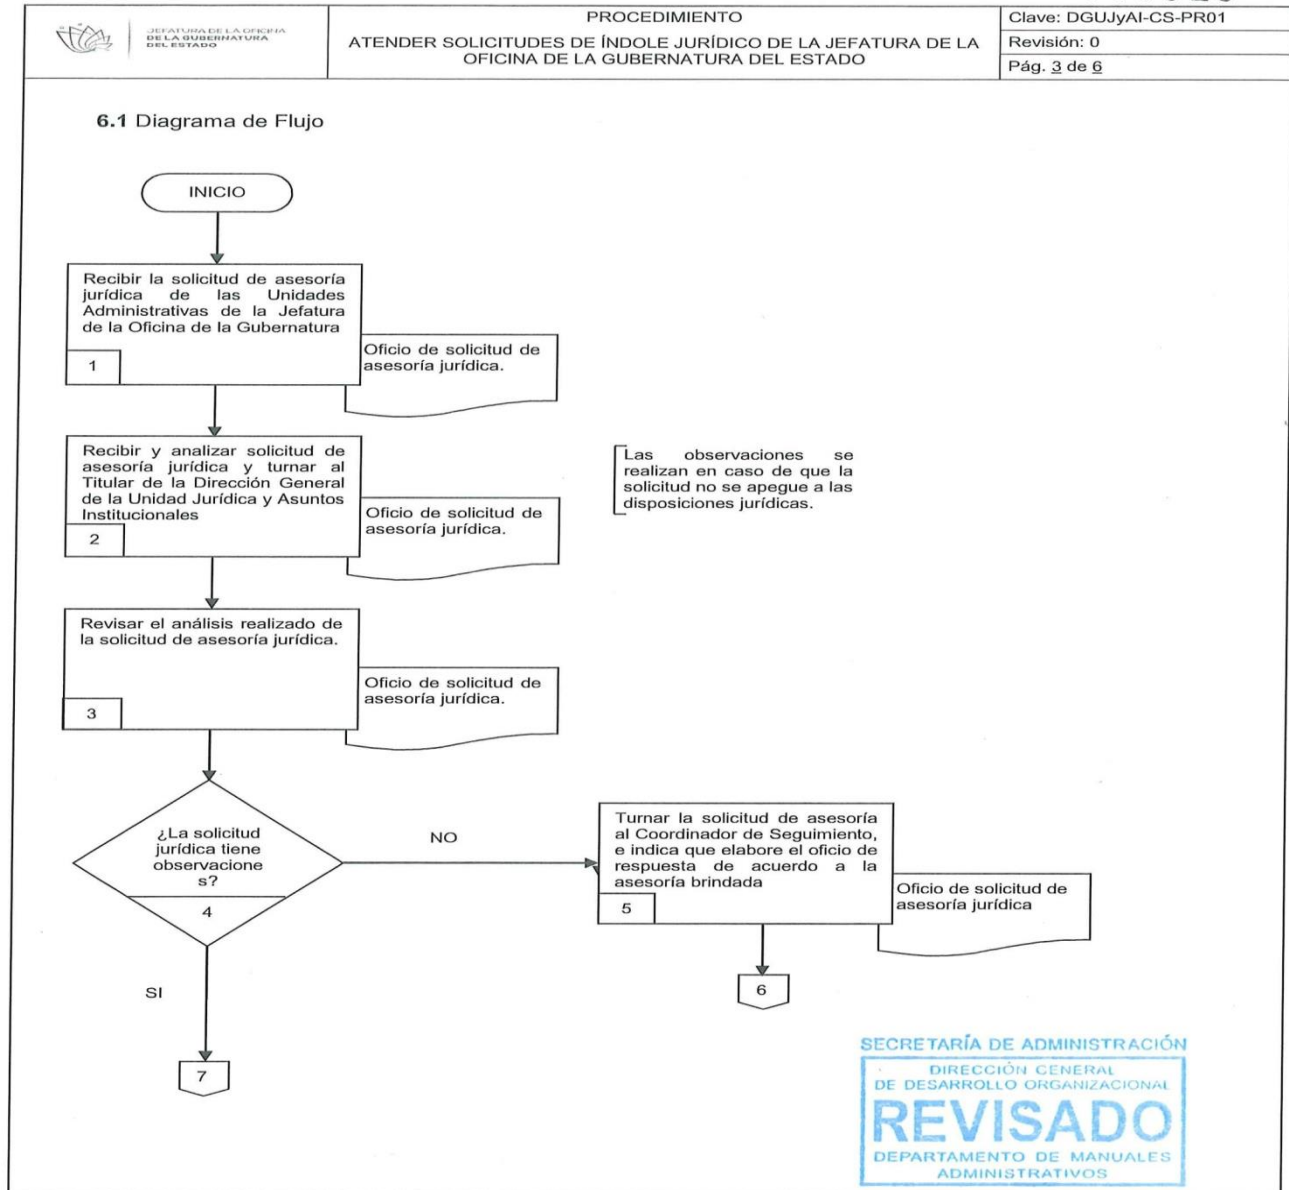 JEFATURA DE LA OFICINA
DE LA GUBERNATURA
DEL ESTADO
PROCEDIMIENTO
ATENDER SOLICITUDES DE ÍNDOLE JURÍDICO DE LA JEFATURA DE LA
OFICINA DE LA GUBERNATURA DEL ESTADO
Clave: DGUJyAI-CS-PR01
Revisión: 0
Pág. 3 de 6
6.1 Diagrama de Flujo
INICIO
Recibir la solicitud de asesoría
jurídica de las Unidades
Administrativas de la Jefatura
de la Oficina de la Gubernatura
1
Oficio de solicitud de
asesoría jurídica.
Recibir y analizar solicitud de
asesoría jurídica y turnar al
Titular de la Dirección General
de la Unidad Jurídica y Asuntos
Institucionales
2
Oficio de solicitud de
asesoría jurídica.
Las observaciones se
realizan en caso de que la
solicitud no se apegue a las
disposiciones jurídicas.
Revisar el análisis realizado de
la solicitud de asesoría jurídica.
3
Oficio de solicitud de
asesoría jurídica.
¿La solicitud
jurídica tiene
observacione
s?
4
NO
Turnar la solicitud de asesoría
al Coordinador de Seguimiento,
e indica que elabore el oficio de
respuesta de acuerdo a la
asesoría brindada
5
Oficio de solicitud de
asesoría jurídica
6
SI
7
SECRETARÍA DE ADMINISTRACIÓN
DIRECCIÓN GENERAL
DE DESARROLLO ORGANIZACIONAL
REVISADO
DEPARTAMENTO DE MANUALES
ADMINISTRATIVOS